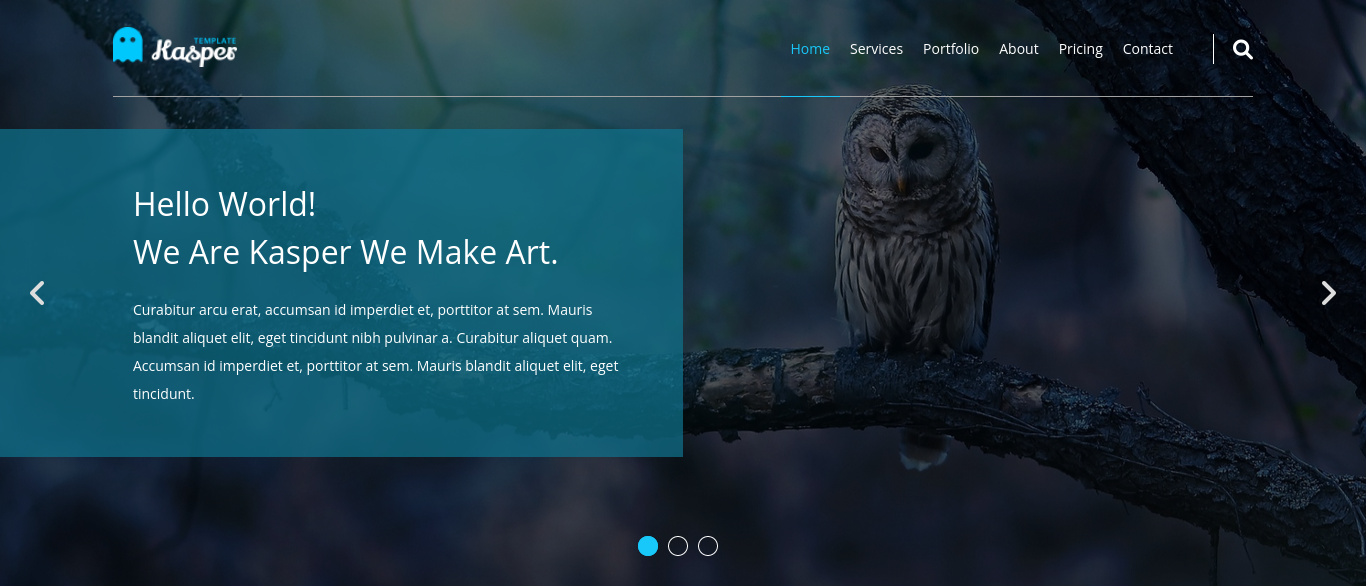 TEMPLATE
Kasper
Home Services Portfolio About Pricing Contact
Hello World!
We Are Kasper We Make Art.
Curabitur arcu erat, accumsan id imperdiet et, porttitor at sem. Mauris
blandit aliquet elit, eget tincidunt nibh pulvinar a. Curabitur aliquet quam.
Accumsan id imperdiet et, porttitor at sem. Mauris blandit aliquet elit, eget
tincidunt.